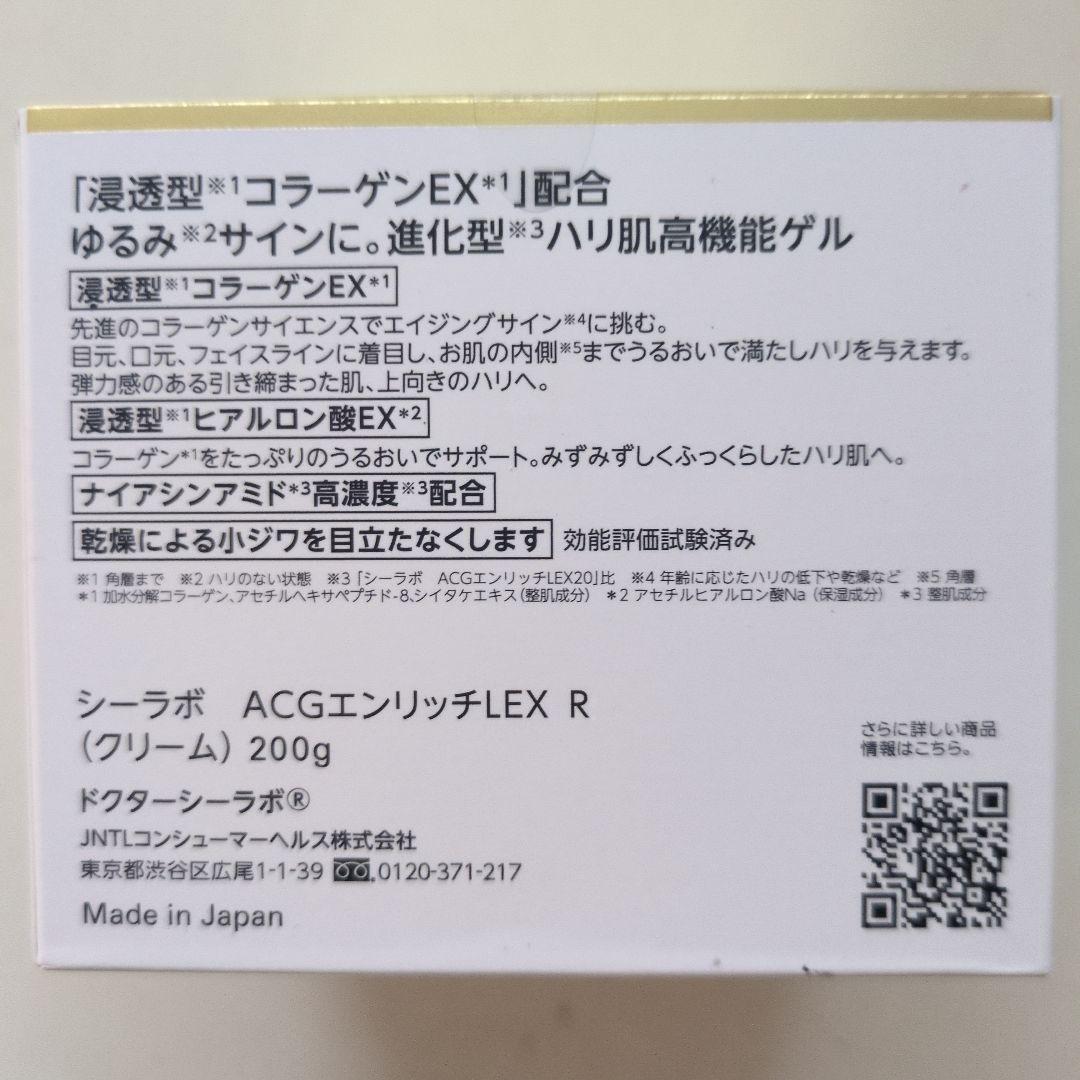 「浸透型※1コラーゲンEX*1」配合
ゆるみ※2サインに。進化型※3ハリ肌高機能ゲル
浸透型※1コラーゲンEX*1
先進のコラーゲンサイエンスでエイジングサイン※4に挑む。
目元、口元、フェイスラインに着目し、お肌の内側※5までうるおいで満たしハリを与えます。
弾力感のある引き締まった肌、上向きのハリへ。
浸透型※1ヒアルロン酸EX*2
コラーゲン*1をたっぷりのうるおいでサポート。みずみずしくふっくらしたハリ肌へ。
ナイアシンアミド*3高濃度※3配合
乾燥による小ジワを目立たなくします 効能評価試験済み
※1 角層まで ※2 ハリのない状態 ※3「シーラボ ACGエンリッチLEX20」比 ※4 年齢に応じたハリの低下や乾燥など ※5 角層
*1 加水分解コラーゲン、アセチルヘキサペプチド-8、シイタケエキス（整肌成分） *2 アセチルヒアルロン酸Na（保湿成分） *3 整肌成分
シーラボ ACGエンリッチLEX R
（クリーム）200g
ドクターシーラボ®
JNTLコンシューマーヘルス株式会社
東京都渋谷区広尾1-1-39 0120-371-217
Made in Japan
さらに詳しい商品
情報はこちら。